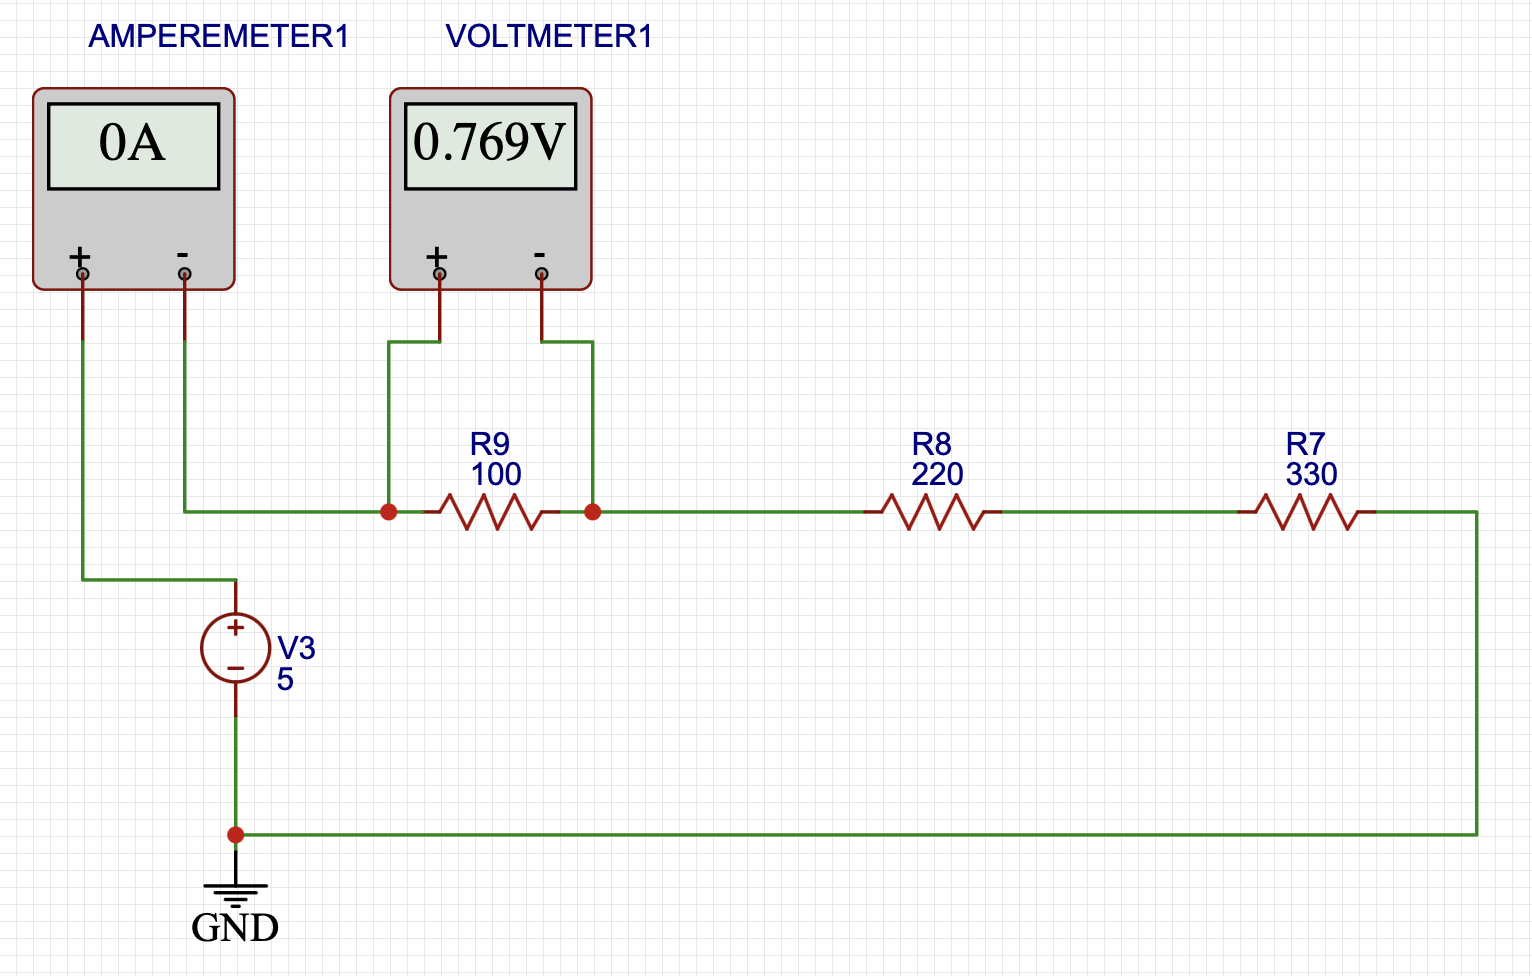 AMPEREMETER1
VOLTMETER1
0A
0.769V
+ -
+ -
R9
100
R8
220
R7
330
V3
5
GND